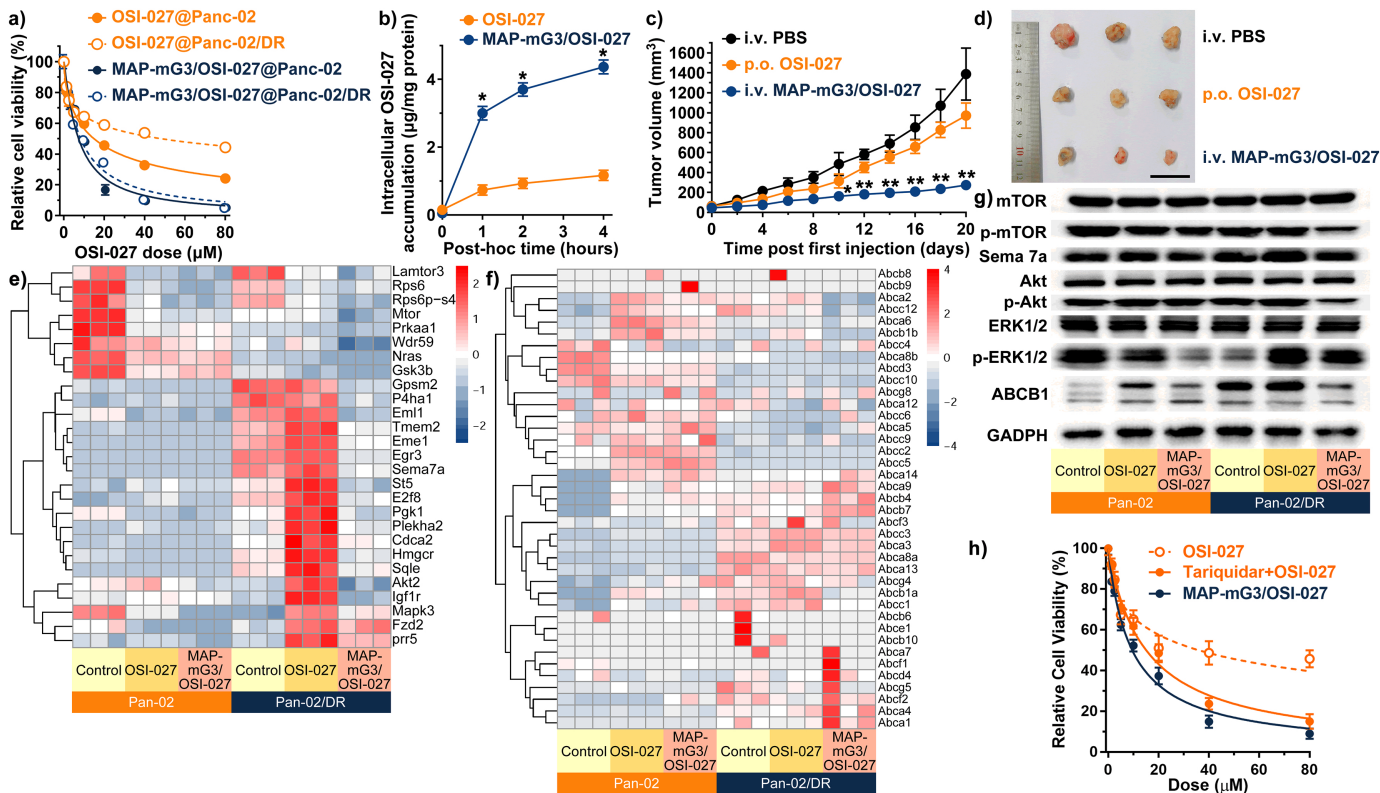 a)
OSI-027@Panc-02
OSI-027@Panc-02/DR
MAP-mG3/OSI-027@Panc-02
MAP-mG3/OSI-027@Panc-02/DR
Relative cell viability (%)
100
80
60
40
20
0
0 20 40 60 80
OSI-027 dose (μM)
b)
OSI-027
MAP-mG3/OSI-027
Intracellular OSI-027
accumulation (μg/mg protein)
6
4
2
0
* * *
0 1 2 3 4
Post-hoc time (hours)
c)
i.v. PBS
p.o. OSI-027
i.v. MAP-mG3/OSI-027
Tumor volume (mm³)
2000
1800
1600
1400
1200
1000
800
600
400
200
0
* ** ** ** ** **
0 2 4 6 8 10 12 14 16 18 20
Time post first injection (days)
d)
i.v. PBS
p.o. OSI-027
i.v. MAP-mG3/OSI-027
e)
Lamtor3
Rps6
Rps6p-s4
Mtor
Prkaa1
Wdr59
Nras
Gsk3b
Gpsm2
P4ha1
Eml1
Tmem2
Eme1
Egr3
Sema7a
St5
E2f8
Pgk1
Plekha2
Cdca2
Hmgcr
Sqle
Akt2
Igf1r
Mapk3
Fzd2
prr5
2
1
0
-1
-2
Control OSI-027 MAP-
mG3/
OSI-027
Control OSI-027 MAP-
mG3/
OSI-027
Pan-02 Pan-02/DR
f)
Abcb8
Abcb9
Abca2
Abcc12
Abca6
Abcb1b
Abcc4
Abca8b
Abcd3
Abcc10
Abcg8
Abca12
Abcc6
Abca5
Abcc9
Abcc2
Abcc5
Abca14
Abca9
Abcb4
Abcb7
Abcf3
Abcc3
Abca3
Abca8a
Abca13
Abcg4
Abcb1a
Abcc1
Abcb6
Abce1
Abcb10
Abca7
Abcf1
Abcd4
Abcg5
Abcf2
Abca4
Abca1
4
2
0
-2
-4
Control OSI-027 MAP-
mG3/
OSI-027
Control OSI-027 MAP-
mG3/
OSI-027
Pan-02 Pan-02/DR
g)
mTOR
p-mTOR
Sema 7a
Akt
p-Akt
ERK1/2
p-ERK1/2
ABCB1
GADPH
Control OSI-027 MAP-
mG3/
OSI-027
Control OSI-027 MAP-
mG3/
OSI-027
Pan-02 Pan-02/DR
h)
OSI-027
Tariquidar+OSI-027
MAP-mG3/OSI-027
Relative Cell Viability (%)
100
80
60
40
20
0
0 20 40 60 80
Dose (μM)